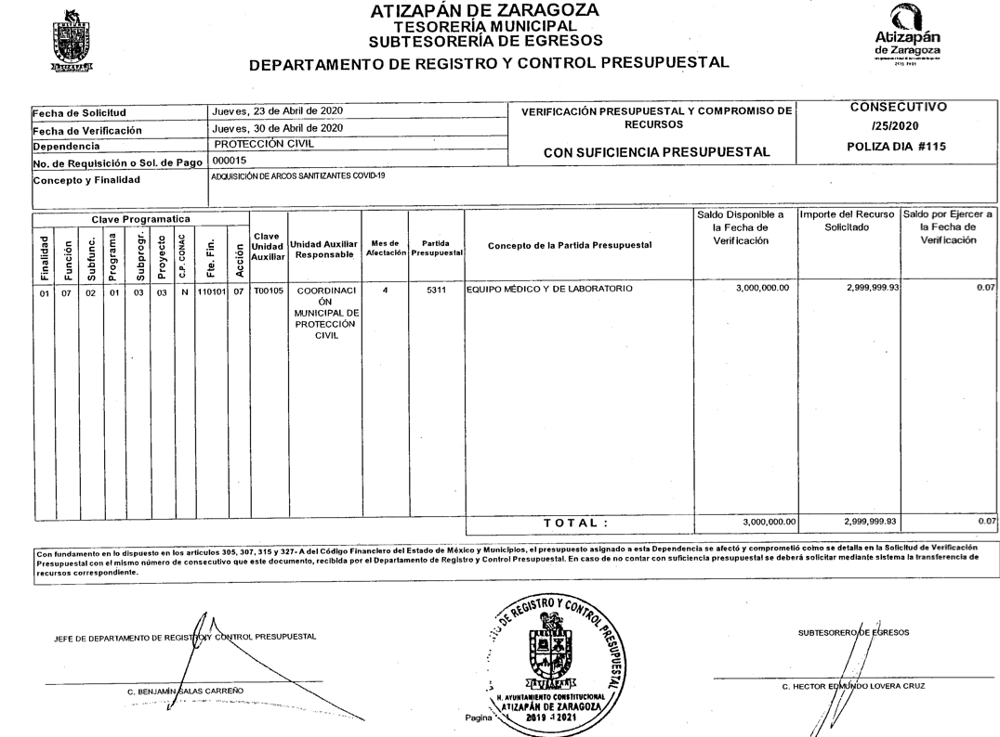 ATIZAPÁN DE ZARAGOZA
TESORERÍA MUNICIPAL
SUBTESORERÍA DE EGRESOS
DEPARTAMENTO DE REGISTRO Y CONTROL PRESUPUESTAL
Atizapán
de Zaragoza
Fecha de Solicitud
Jueves, 23 de Abril de 2020
Fecha de Verificación
Jueves, 30 de Abril de 2020
Dependencia
PROTECCIÓN CIVIL
No. de Requisición o Sol. de Pago
000015
Concepto y Finalidad
ADQUISICIÓN DE ARCOS SANITIZANTES COVID-19
VERIFICACIÓN PRESUPUESTAL Y COMPROMISO DE
RECURSOS
CON SUFICIENCIA PRESUPUESTAL
CONSECUTIVO
/25/2020
POLIZA DIA #115
Clave Programatica
Finalidad
Función
Subfunc.
Programa
Subprogr.
Proyecto
C.P. CONAC
Fte. Fin.
Acción
Clave
Unidad
Auxiliar
Unidad Auxiliar
Responsable
Mes de
Afectación
Partida
Presupuestal
Concepto de la Partida Presupuestal
Saldo Disponible a
la Fecha de
Verificación
Importe del Recurso
Solicitado
Saldo por Ejercer a
la Fecha de
Verificación
01 07 02 01 03 03 N 110101 07 T00105
COORDINACI
ÓN
MUNICIPAL DE
PROTECCIÓN
CIVIL
4
5311
EQUIPO MÉDICO Y DE LABORATORIO
3,000,000.00
2,999,999.93
0.07
TOTAL :
3,000,000.00
2,999,999.93
0.07
Con fundamento en lo dispuesto en los articulos 305, 307, 315 y 327- A del Código Financiero del Estado de México y Municipios, el presupuesto asignado a esta Dependencia se afectó y comprometió como se detalla en la Solicitud de Verificación
Presupuestal con el mismo número de consecutivo que este documento, recibida por el Departamento de Registro y Control Presupuestal. En caso de no contar con suficiencia presupuestal se deberá solicitar mediante sistema la transferencia de
recursos correspondiente.
JEFE DE DEPARTAMENTO DE REGISTRO Y CONTROL PRESUPUESTAL
C. BENJAMÍN SALAS CARREÑO
DE REGISTRO Y CONTROL PRESUPUESTAL
H. AYUNTAMIENTO CONSTITUCIONAL
ATIZAPÁN DE ZARAGOZA
2019 - 2021
Pagina
SUBTESORERO DE EGRESOS
C. HECTOR EDMUNDO LOVERA CRUZ